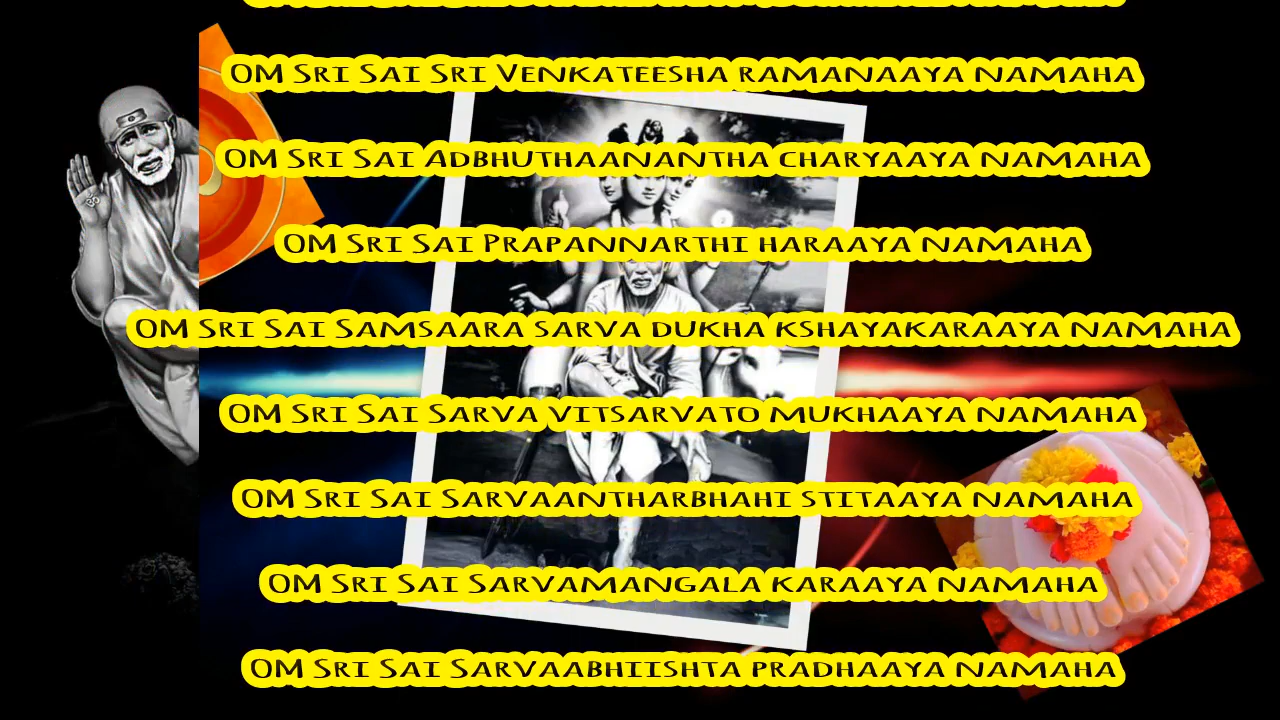 OM Sri Sai Sri Venkateesha ramanaaya namaha
OM Sri Sai Adbhuthaanantha charyaaya namaha
OM Sri Sai Prapannarthi haraaya namaha
OM Sri Sai Samsaara sarva dukha kshayakaraaya namaha
OM Sri Sai Sarva vitsarvato mukhaaya namaha
OM Sri Sai Sarvaantharbhahi stitaaya namaha
OM Sri Sai Sarvamangala karaaya namaha
OM Sri Sai Sarvaabhiishta pradhaaya namaha